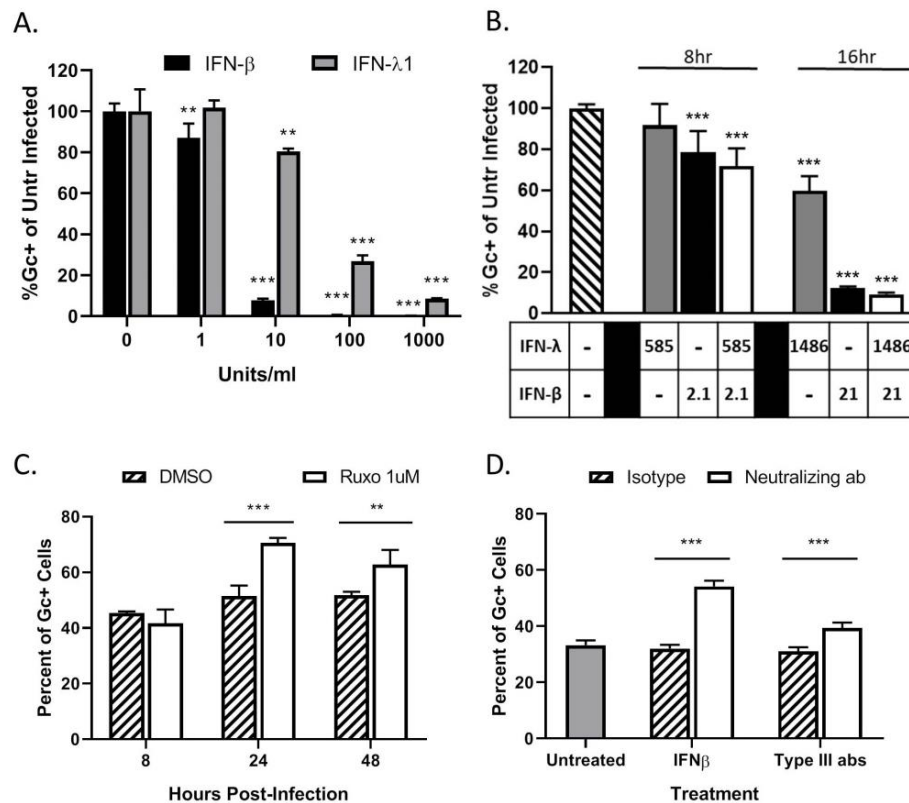 A.
IFN-β IFN-λ1
%Gc+ of Untr Infected
120
100
80
60
40
20
0
** ** *** *** *** *** ***
0 1 10 100 1000
Units/ml
B.
8hr 16hr
% Gc+ of Untr Infected
120
100
80
60
40
20
0
*** *** *** *** ***
IFN-λ - 585 - 585 1486 - 1486
IFN-β - - 2.1 2.1 - 21 21
C.
DMSO Ruxo 1uM
Percent of Gc+ Cells
80
60
40
20
0
*** **
8 24 48
Hours Post-Infection
D.
Isotype Neutralizing ab
Percent of Gc+ Cells
80
60
40
20
0
*** ***
Untreated IFNβ Type III abs
Treatment